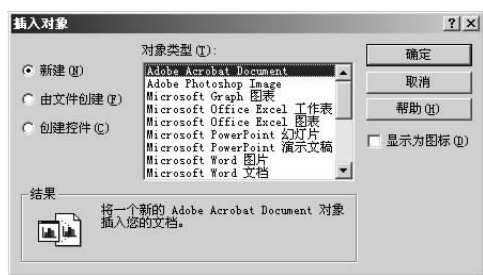 插入对象
对象类型(T):
新建(N)
由文件创建(F)
创建控件(C)
Adobe Acrobat Document
Adobe Photoshop Image
Microsoft Graph 图表
Microsoft Office Excel 工作表
Microsoft Office Excel 图表
Microsoft PowerPoint 幻灯片
Microsoft PowerPoint 演示文稿
Microsoft Word 图片
Microsoft Word 文档
确定
取消
帮助(H)
显示为图标(D)
结果
将一个新的 Adobe Acrobat Document 对象
插入您的文档。